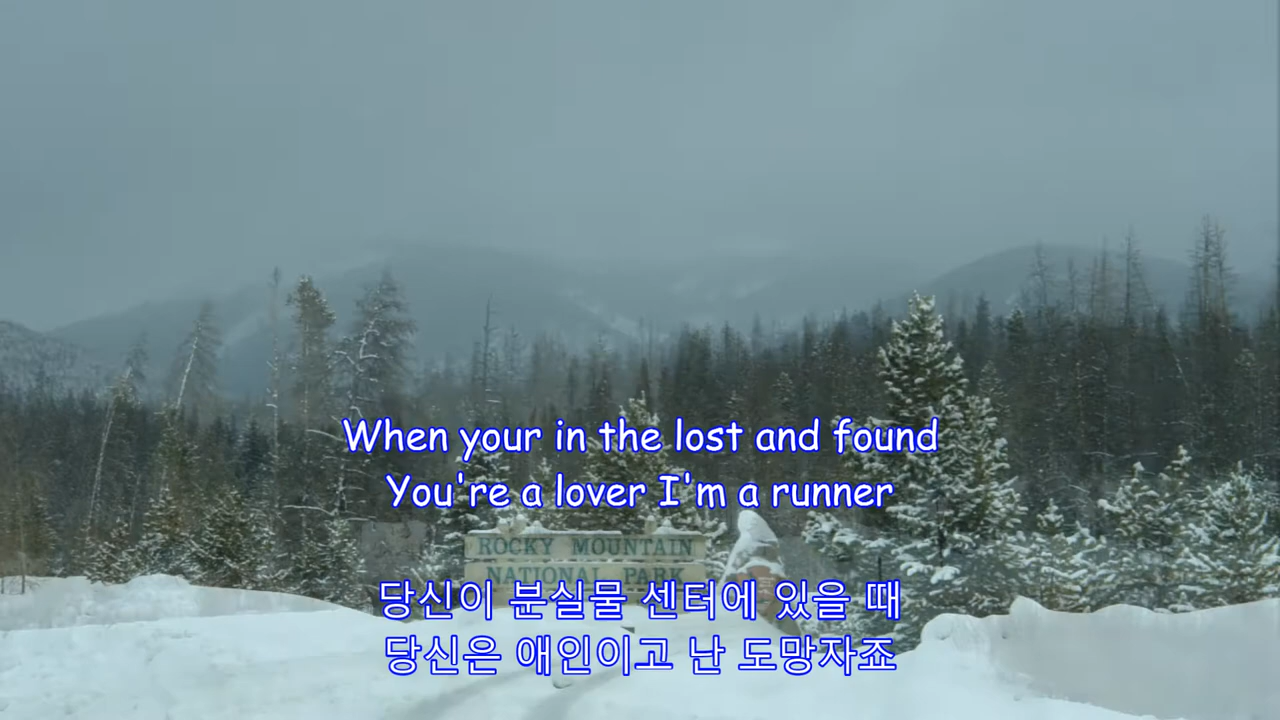 When your in the lost and found
You're a lover I'm a runner
ROCKY MOUNTAIN
NATIONAL PARK
당신이 분실물 센터에 있을 때
당신은 애인이고 난 도망자죠